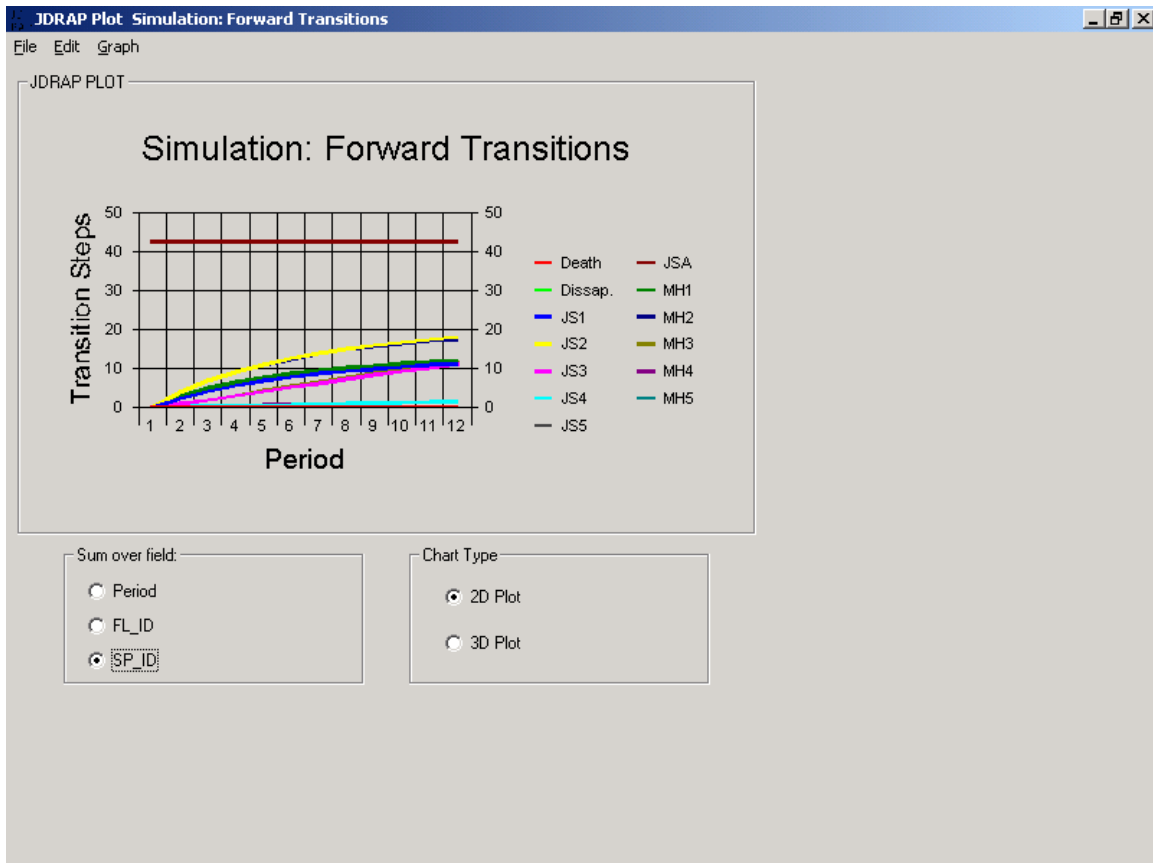 JDRAP Plot Simulation: Forward Transitions
File Edit Graph
JDRAP PLOT
Simulation: Forward Transitions
Transition Steps
50 50
40 40
30 30
20 20
10 10
0 0
1 2 3 4 5 6 7 8 9 10 11 12
Period
Death JSA
Dissap. MH1
JS1 MH2
JS2 MH3
JS3 MH4
JS4 MH5
JS5
Sum over field:
Period
FL_ID
SP_ID
Chart Type
2D Plot
3D Plot